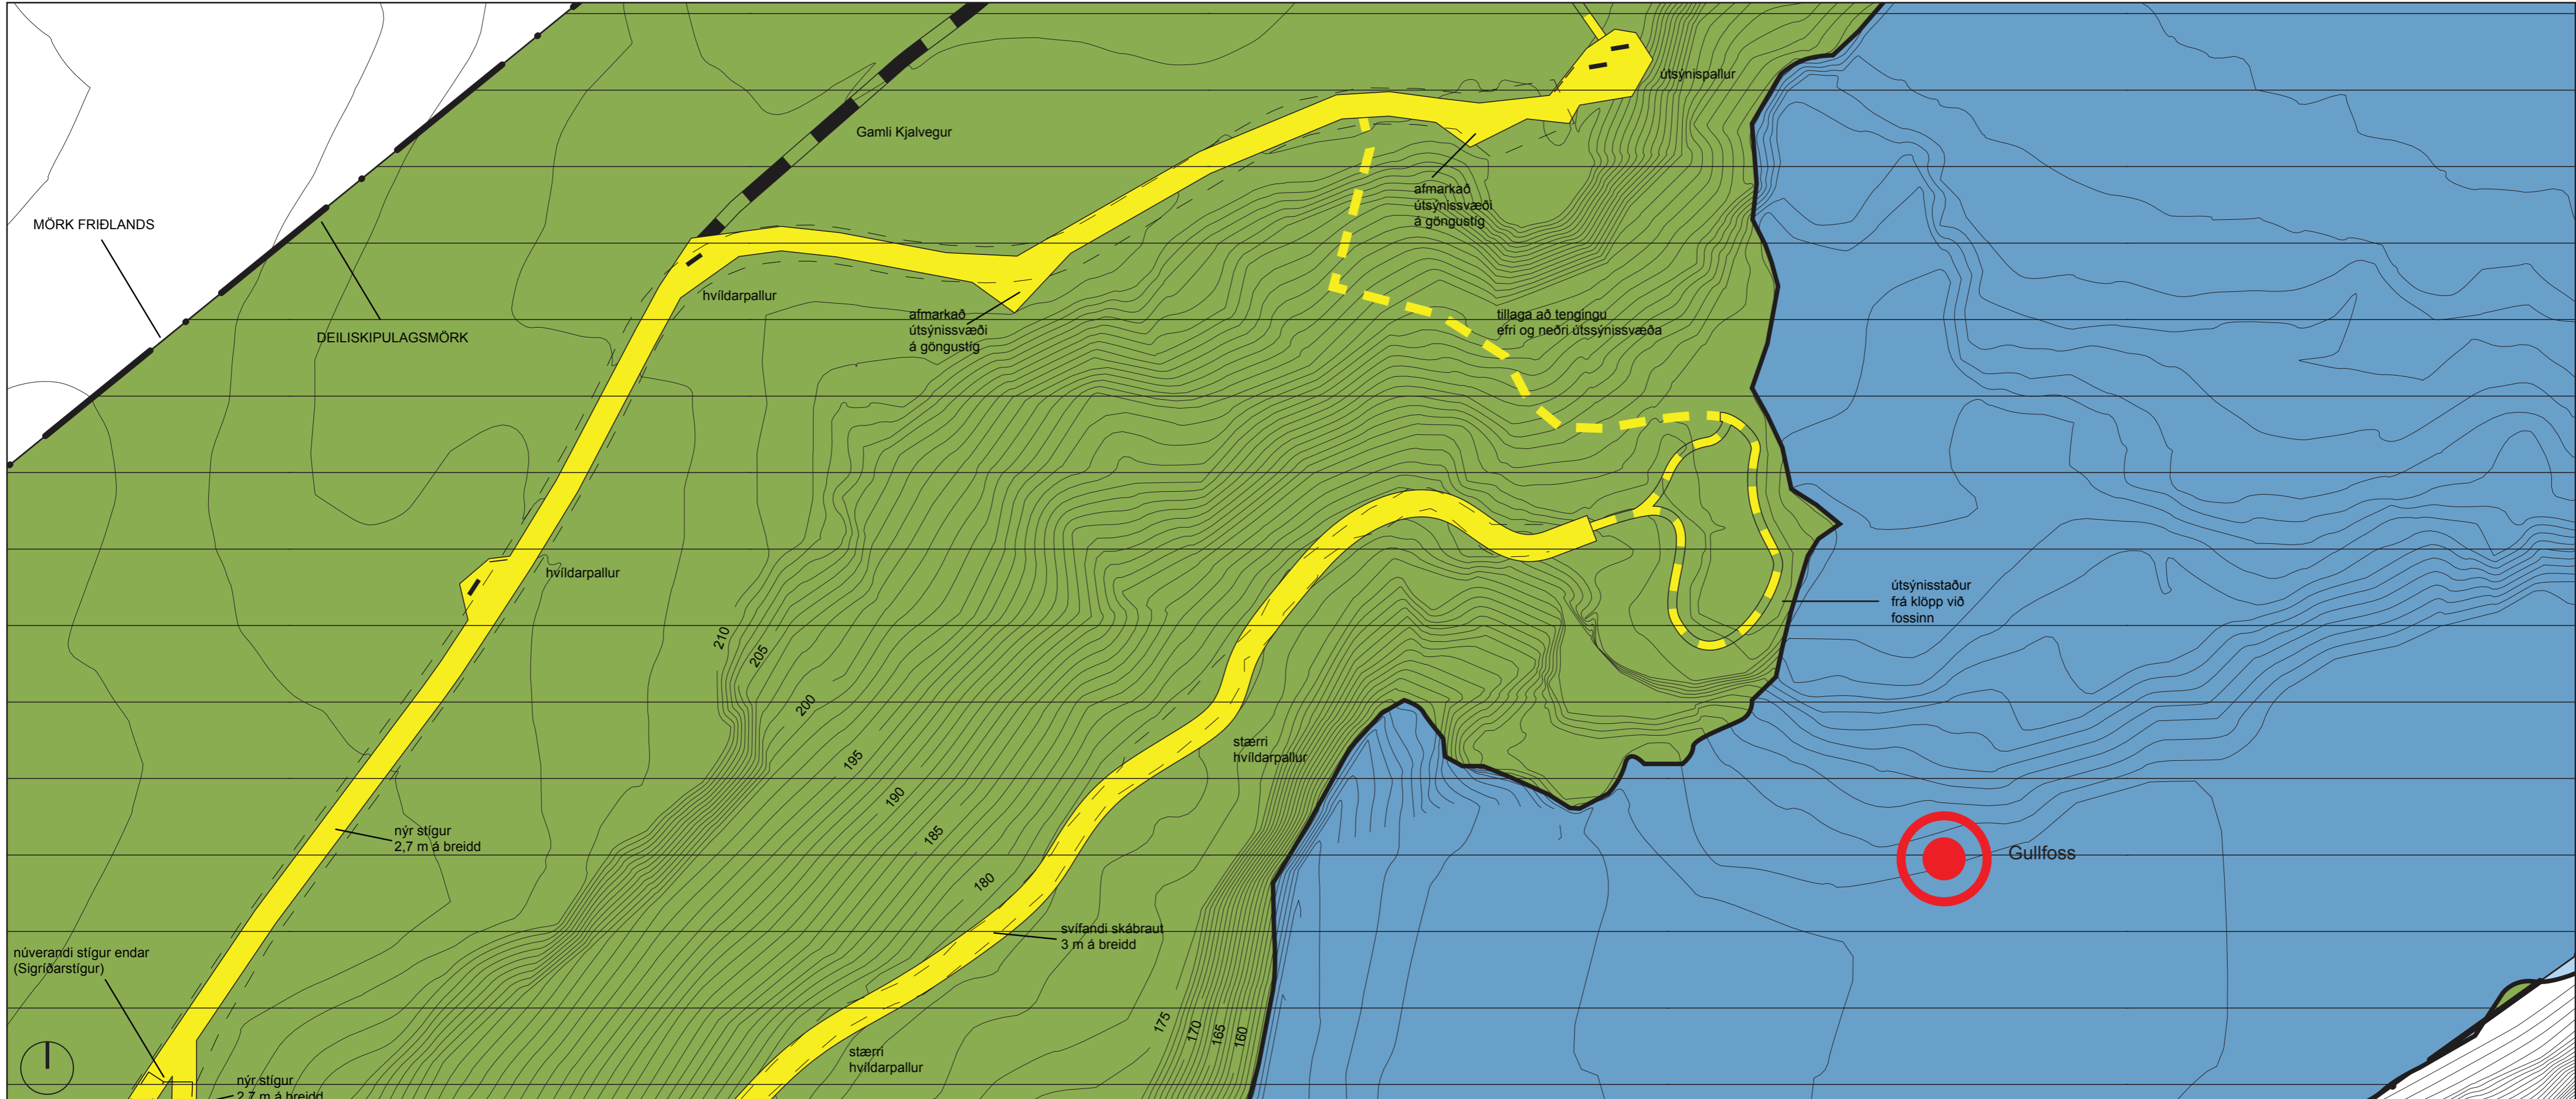 útsýnispallur
Gamli Kjalvegur
afmarkað
útsýnissvæði
á göngustíg
MÖRK FRIÐLANDS
hvíldarpallur
afmarkað
útsýnissvæði
á göngustíg
DEILISKIPULAGSMÖRK
tillaga að tengingu
efri og neðri útssýnissvæða
hvíldarpallur
útsýnisstaður
frá klöpp við
fossinn
210
205
200
195
190
185
180
stærri
hvíldarpallur
nýr stígur
2,7 m á breidd
Gullfoss
svífandi skábraut
3 m á breidd
núverandi stígur endar
(Sigríðarstígur)
175
170
165
160
stærri
hvíldarpallur
nýr stígur
2,7 m á breidd